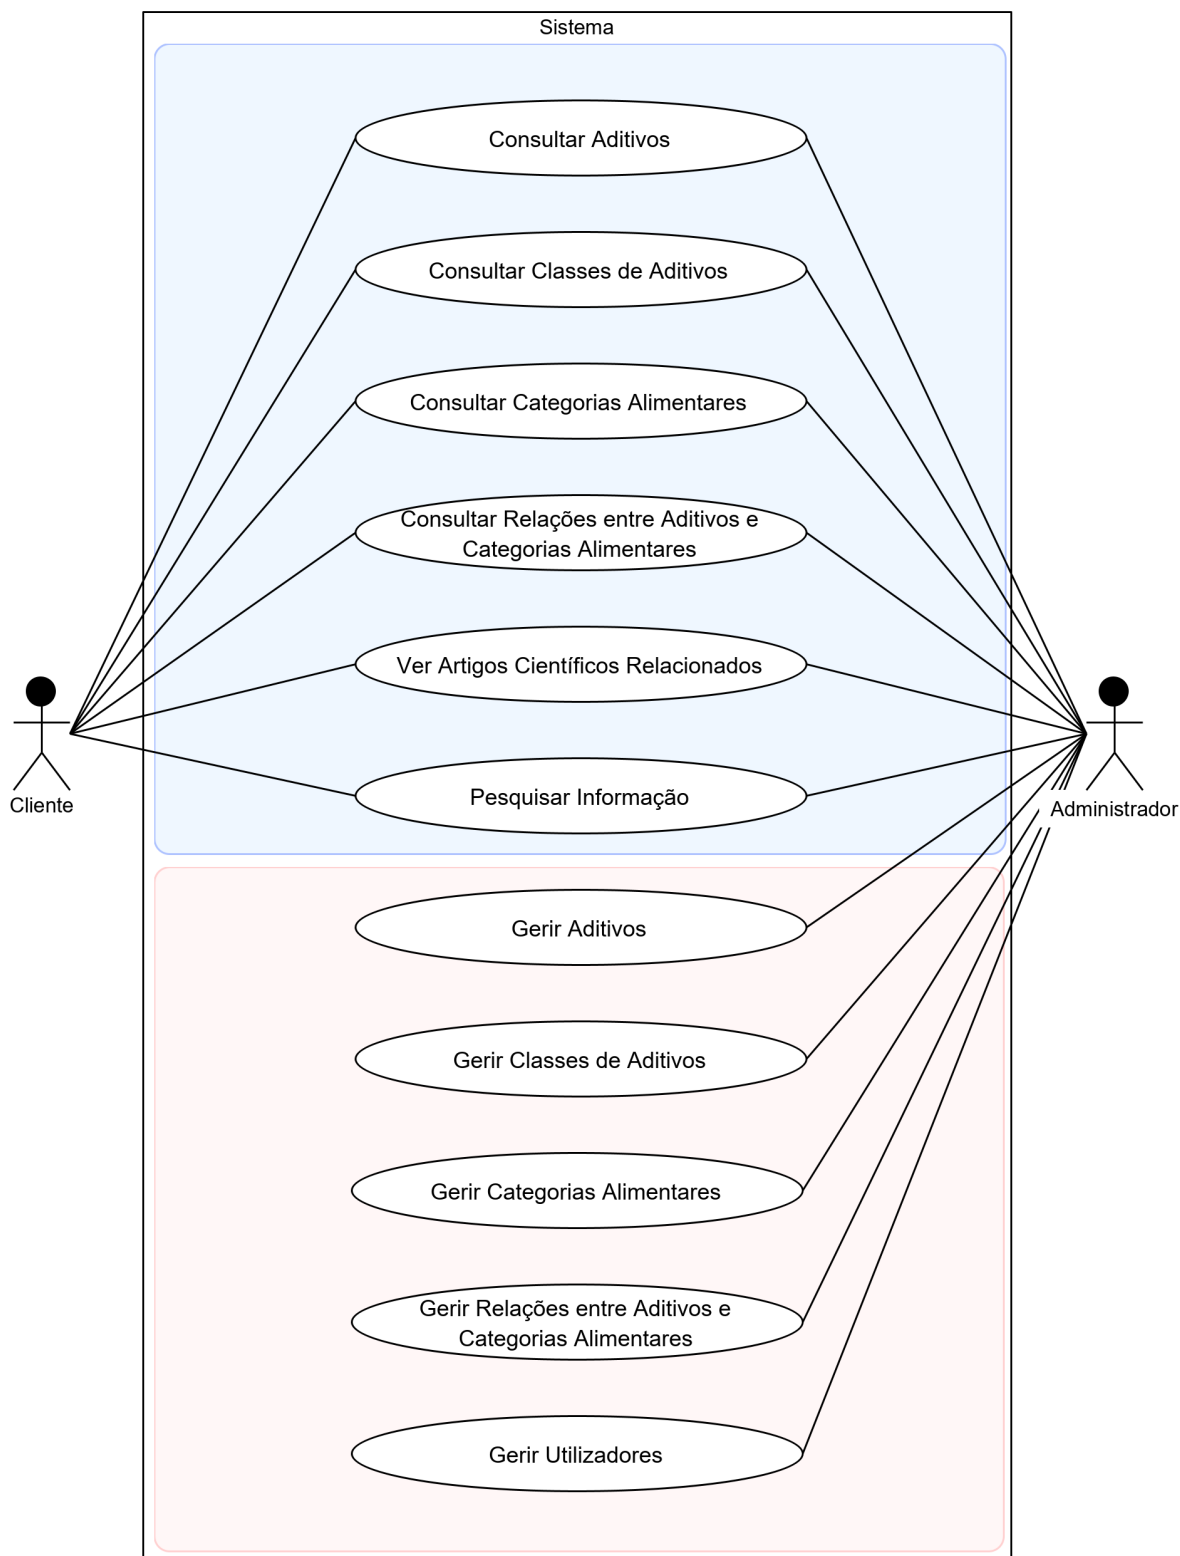 Sistema
Consultar Aditivos
Consultar Classes de Aditivos
Consultar Categorias Alimentares
Consultar Relações entre Aditivos e
Categorias Alimentares
Ver Artigos Científicos Relacionados
Pesquisar Informação
Cliente
Administrador
Gerir Aditivos
Gerir Classes de Aditivos
Gerir Categorias Alimentares
Gerir Relações entre Aditivos e
Categorias Alimentares
Gerir Utilizadores